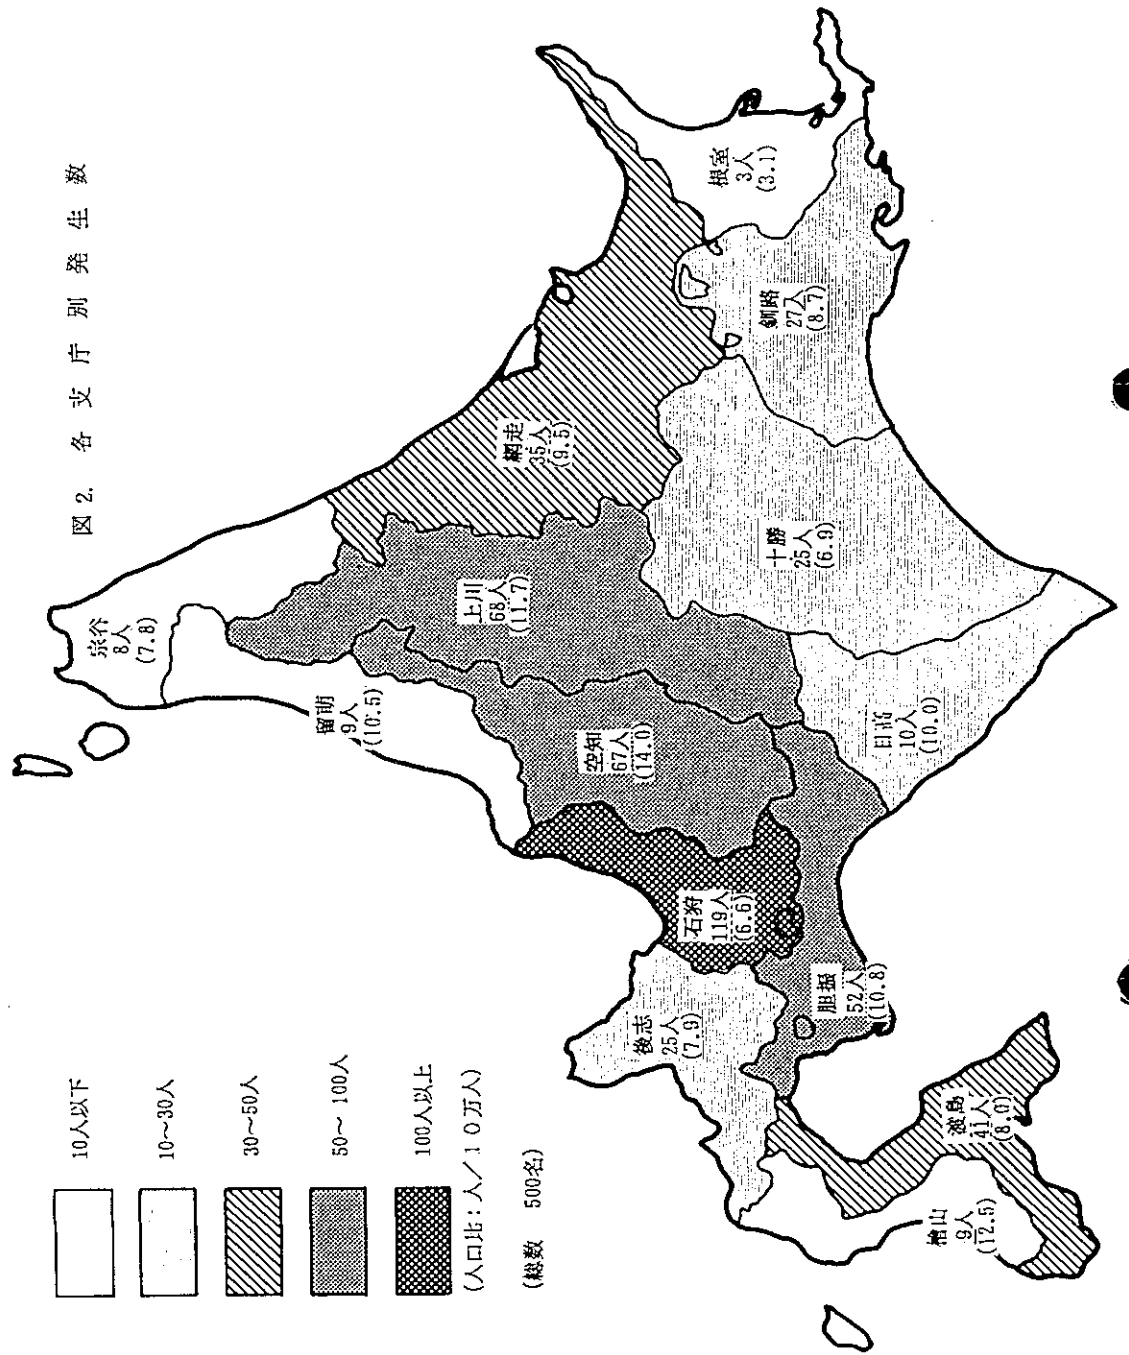 図 2. 各支庁別発生数
宗谷
8人
(7.8)
留萌
9人
(10.5)
網走
35人
(9.5)
根室
3人
(3.1)
上川
68人
(11.7)
釧路
27人
(8.7)
空知
67人
(14.0)
十勝
25人
(6.9)
石狩
119人
(6.6)
日高
10人
(10.0)
後志
25人
(7.9)
胆振
52人
(10.8)
渡島
41人
(8.0)
檜山
9人
(12.5)
10人以下
10～30人
30～50人
50～100人
100人以上
(人口比：人／10万人)
(総数 500名)